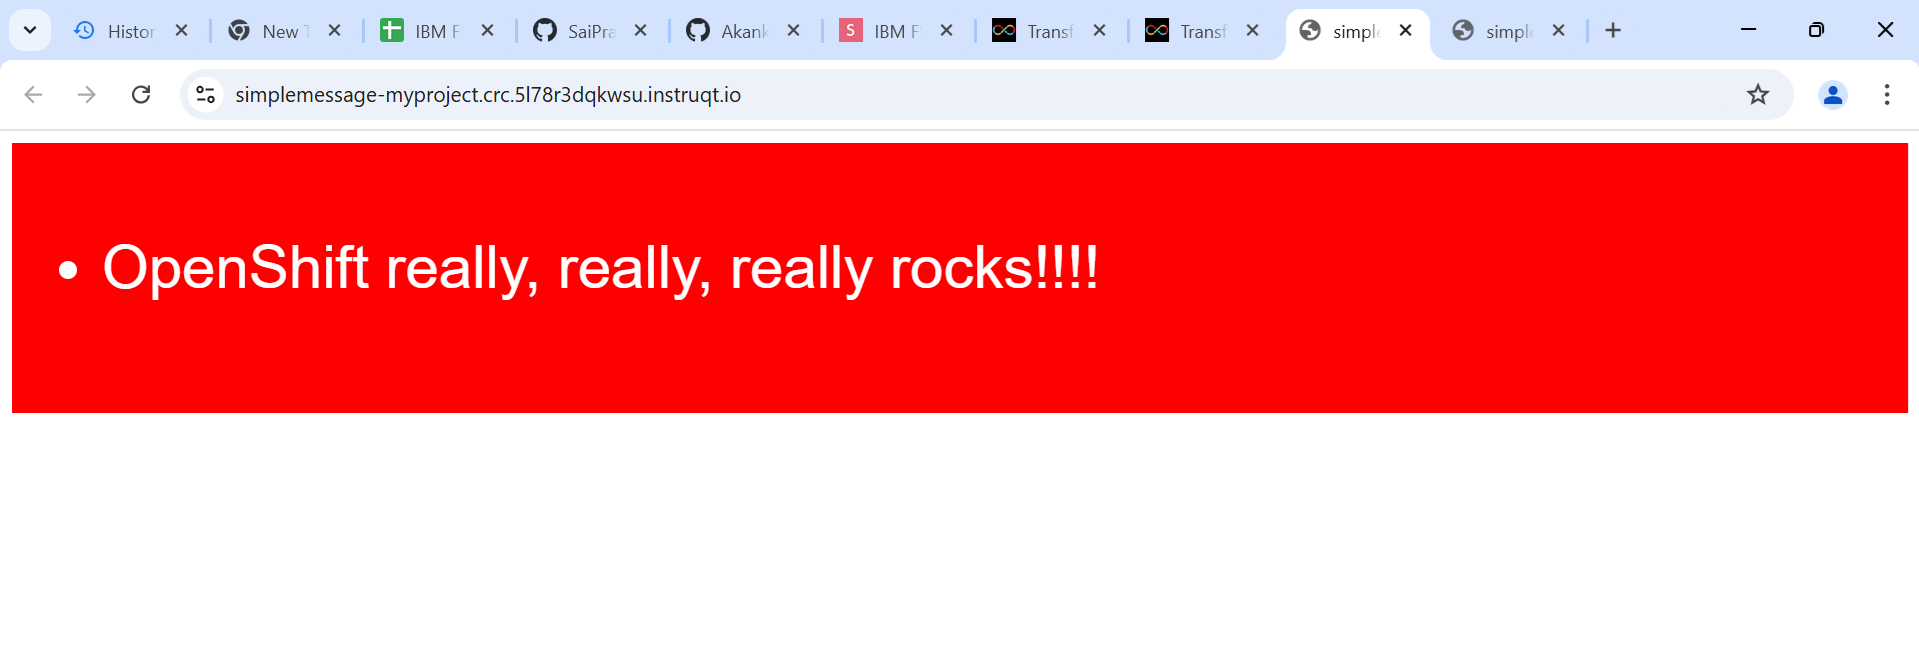 Histor
New T
IBM F
SaiPra
Akank
S
IBM F
Transf
Transf
simple
simple
simplemessage-myproject.crc.5l78r3dqkwsu.instruqt.io
• OpenShift really, really, really rocks!!!!